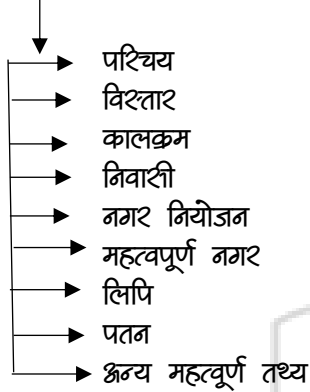 परिचय
विस्तार
कालक्रम
निवासी
नगर नियोजन
महत्वपूर्ण नगर
लिपि
पतन
अन्य महत्वूर्ण तथ्य